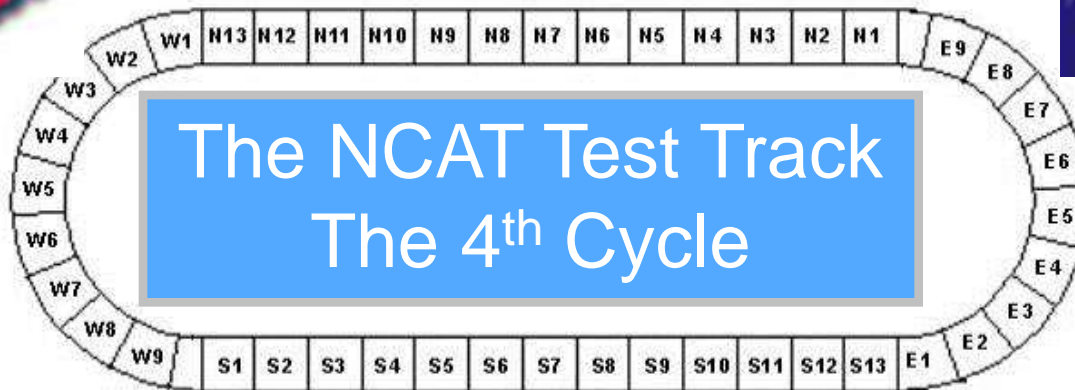 W3 W2 W1 N13 N12 N11 N10 N9 N8 N7 N6 N5 N4 N3 N2 N1 E9 E8
W4 E7
W5 E6
W6 E5
W7 E4
W8 E3
The NCAT Test Track
The 4th Cycle
W9 S1 S2 S3 S4 S5 S6 S7 S8 S9 S10 S11 S12 S13 E1 E2